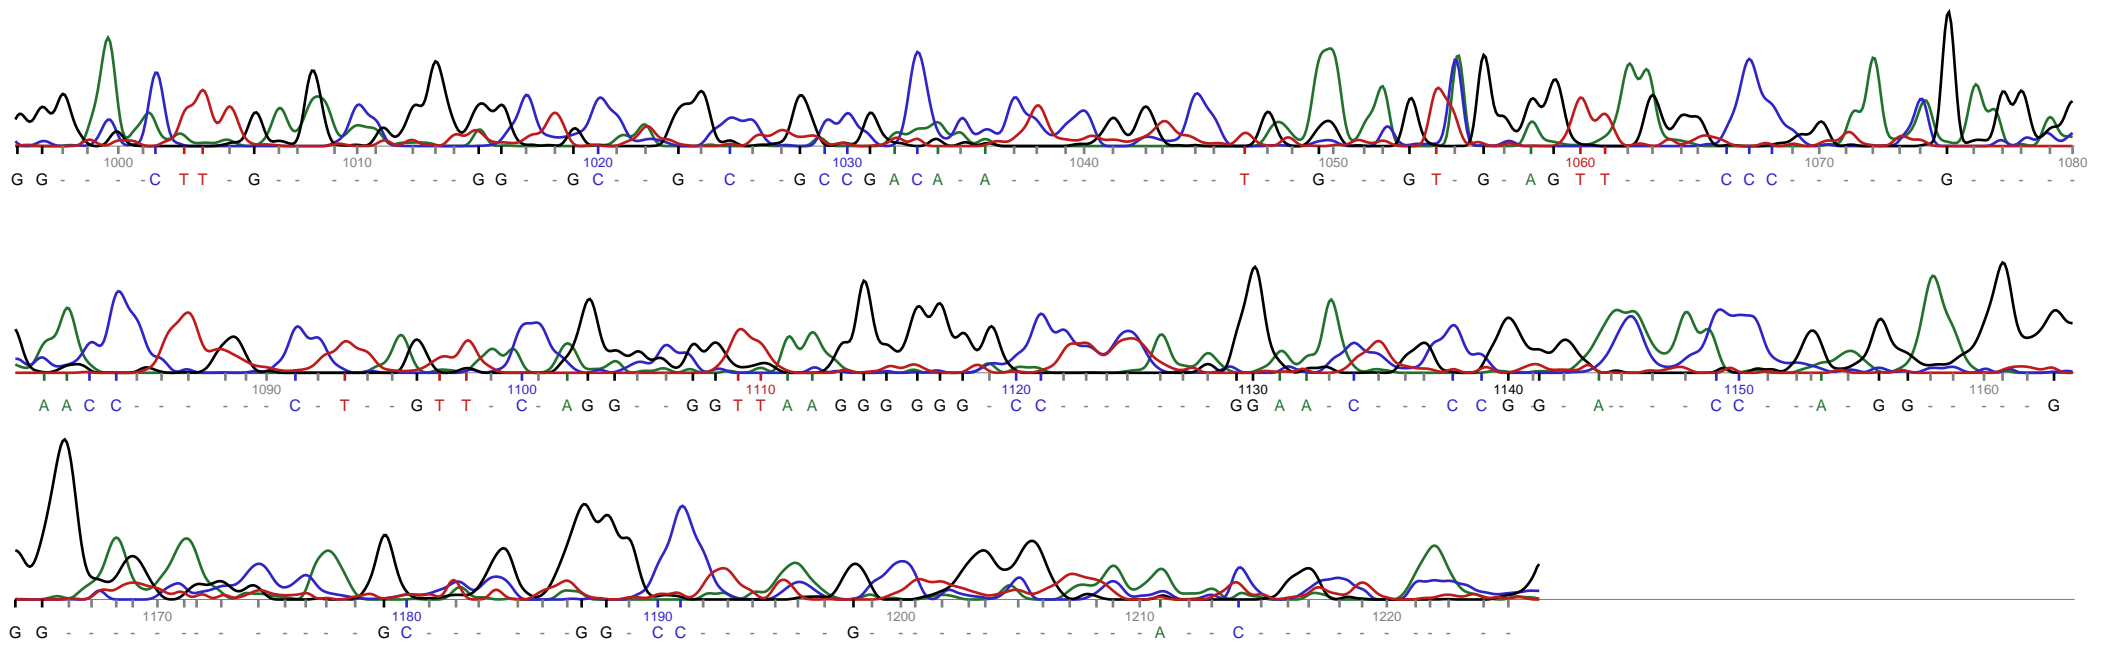 1000 1010 1020 1030 1040 1050 1060 1070 1080
G G - - - - C T T - G - - - - - - - - G G - - G C - - G - C - - G C C G A C A - A - - - - - - - - - T - - G - - - G T - G - A G T T - - - - C C C - - - - - - G - - - - -
1090 1100 1110 1120 1130 1140 1150 1160
A A C C - - - - - - C - T - - G T T - C - A G G - - G G T T A A G G G G G G - C C - - - - - - - G G A A - C - - - C C G G - A - - - - C C - - - A - G G - - - - - G
1170 1180 1190 1200 1210 1220
G G - - - - - - - - - - - - - G C - - - - - - G G - C C - - - - - - G - - - - - - - - - - - - A - - C - - - - - - - - - - -